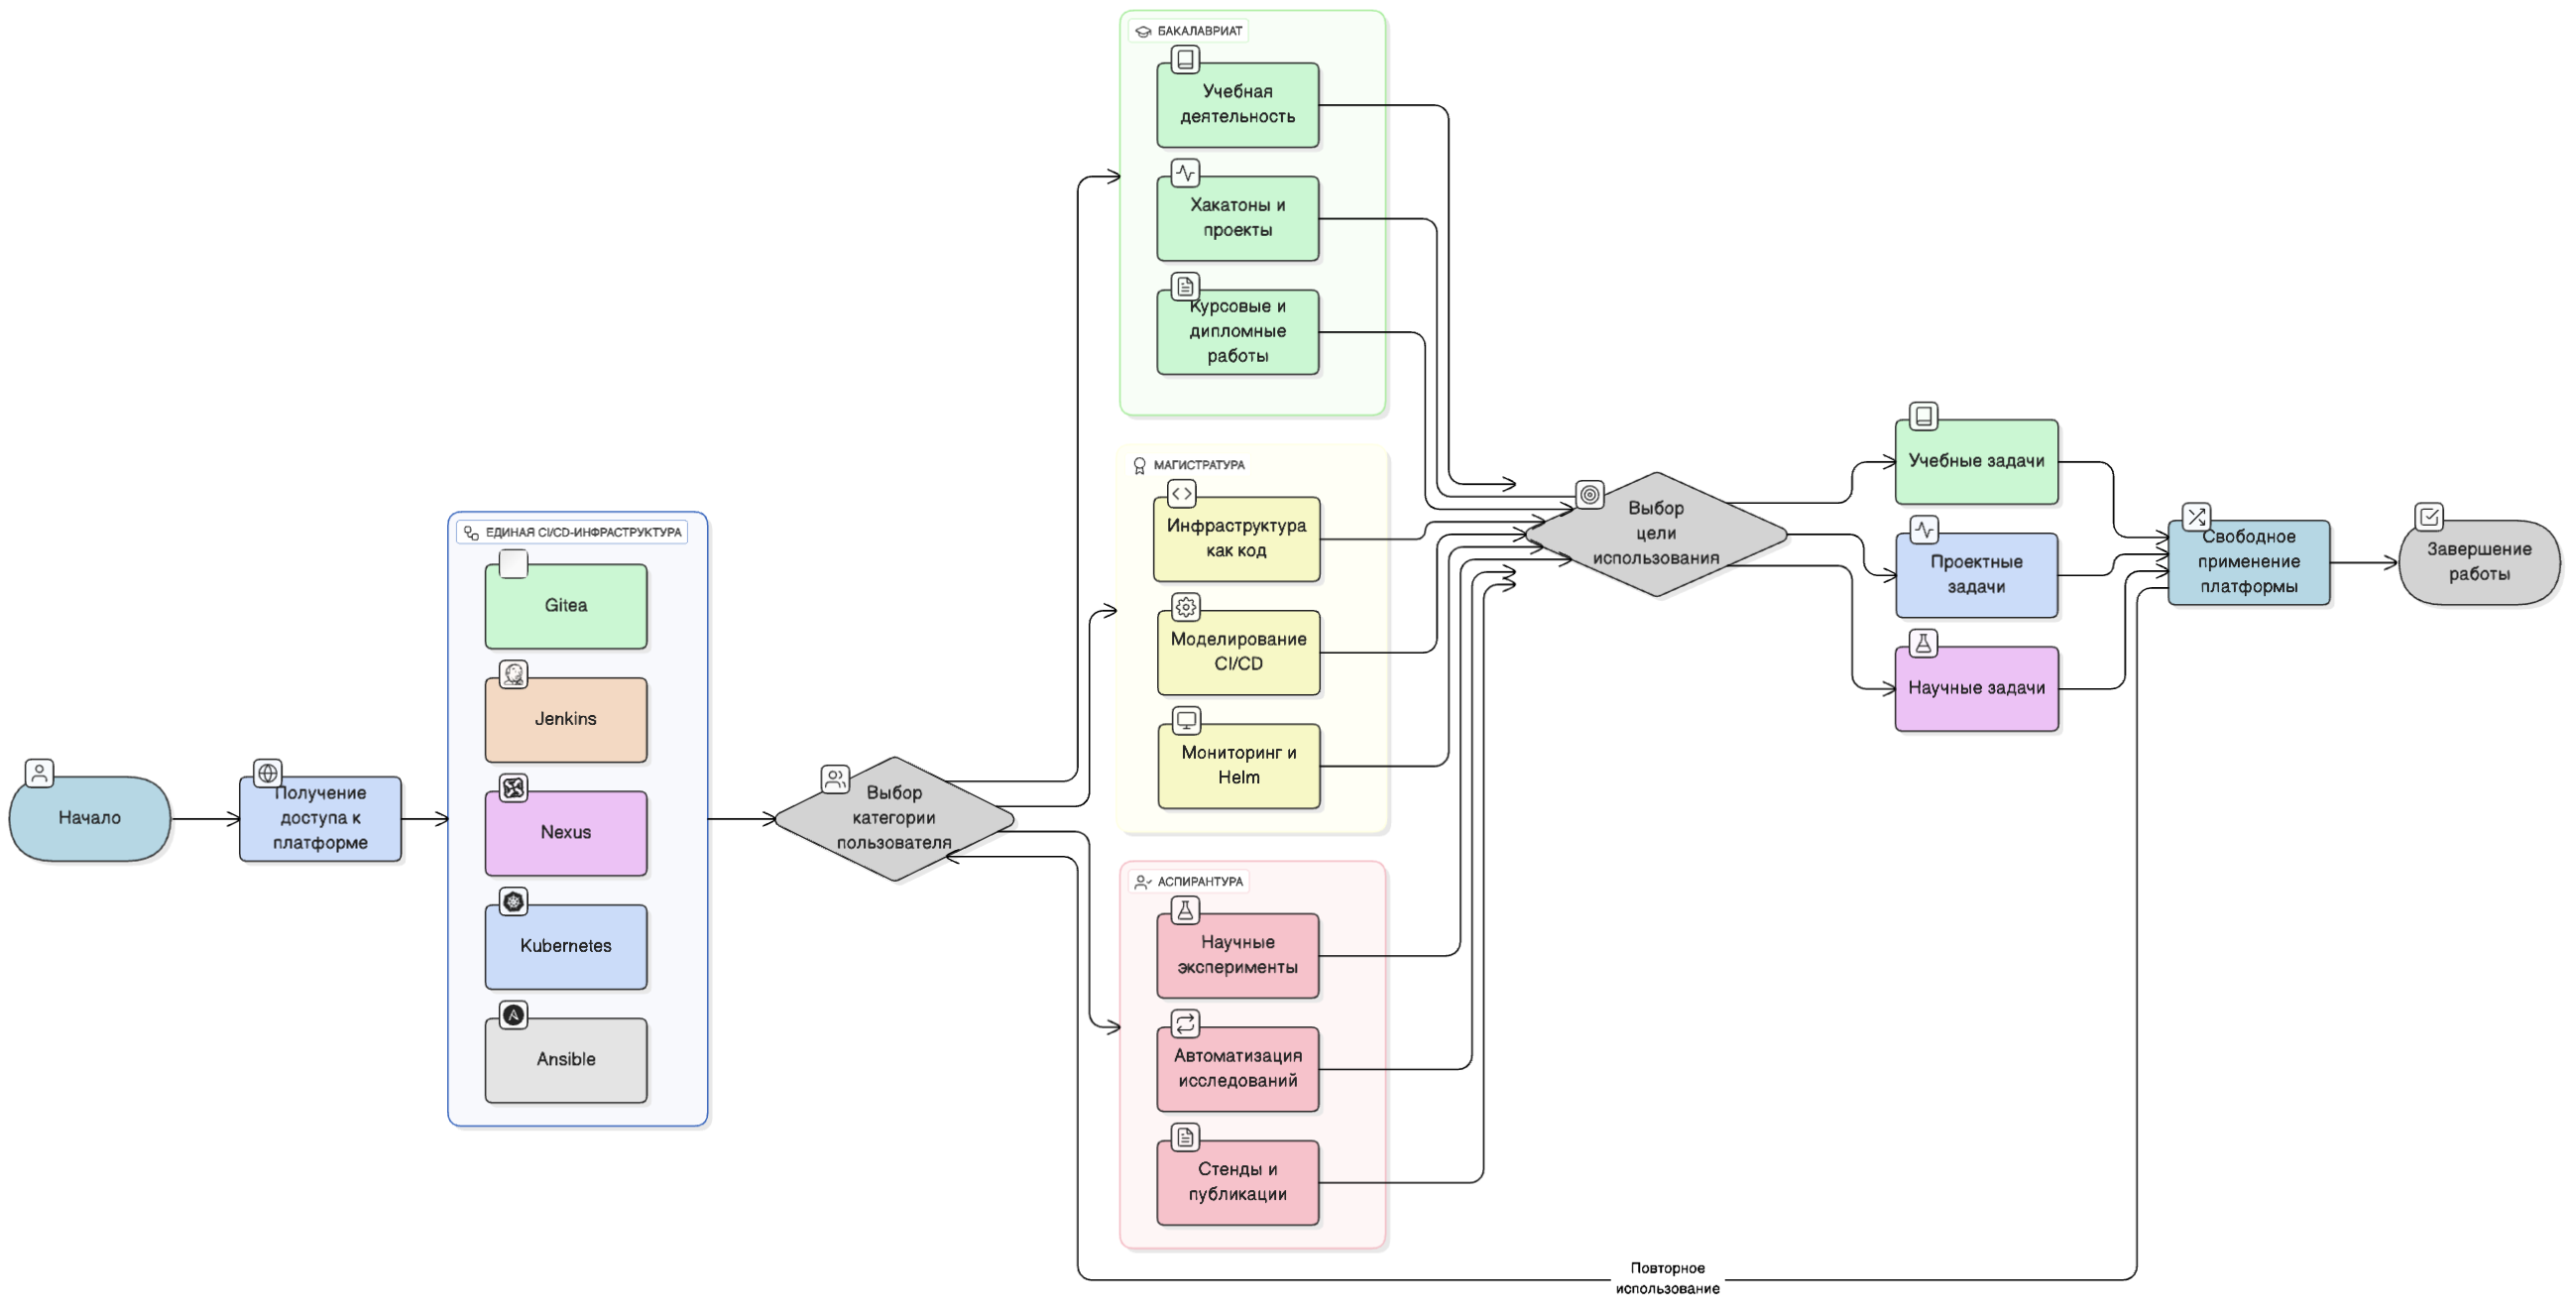 Начало
Получение
доступа к
платформе
ЕДИНАЯ CI/CD-ИНФРАСТРУКТУРА
Gitea
Jenkins
Nexus
Kubernetes
Ansible
Выбор
категории
пользователя
БАКАЛАВРИАТ
Учебная
деятельность
Хакатоны и
проекты
Курсовые и
дипломные
работы
МАГИСТРАТУРА
Инфраструктура
как код
Моделирование
CI/CD
Мониторинг и
Helm
АСПИРАНТУРА
Научные
эксперименты
Автоматизация
исследований
Стенды и
публикации
Выбор
цели
использования
Учебные задачи
Проектные
задачи
Научные задачи
Свободное
применение
платформы
Завершение
работы
Повторное
использование